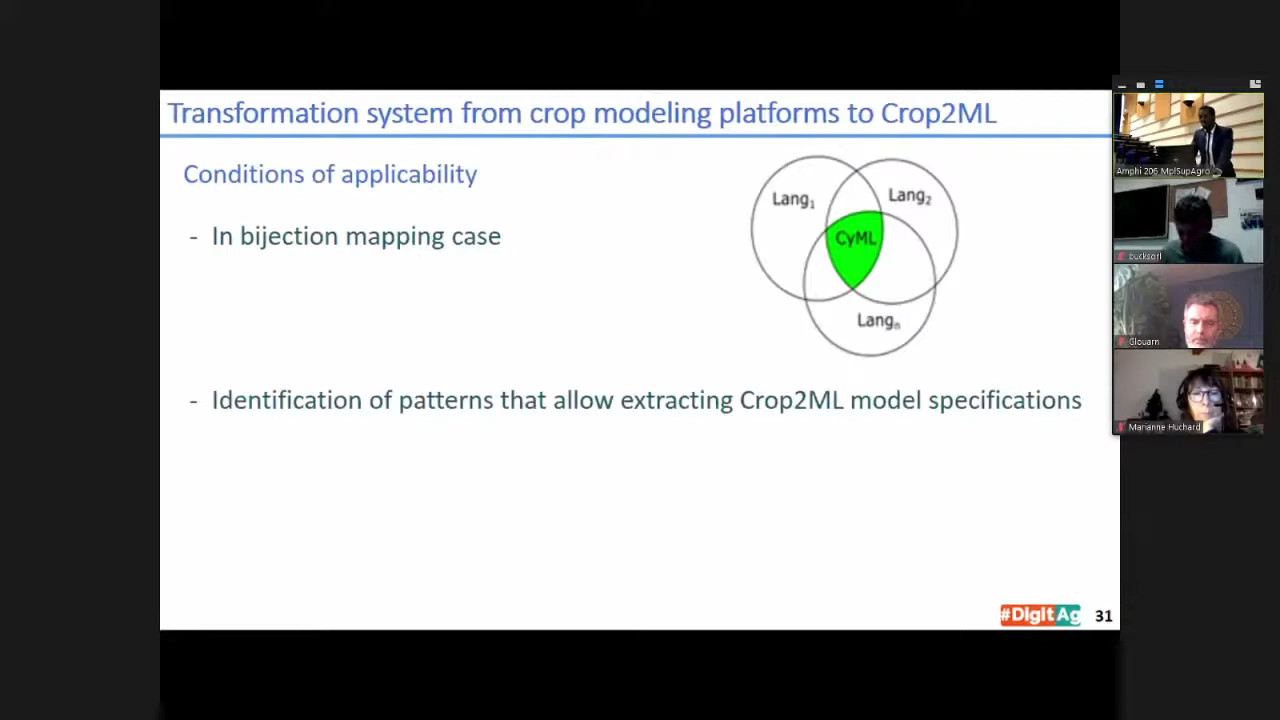 Transformation system from crop modeling platforms to Crop2ML
Conditions of applicability
- In bijection mapping case
Lang₁
Lang₂
CyML
Langₙ
- Identification of patterns that allow extracting Crop2ML model specifications
#DigitAg
31
Amphi 206 MplSupAgro
bucksorl
Glouarn
Marianne Huchard